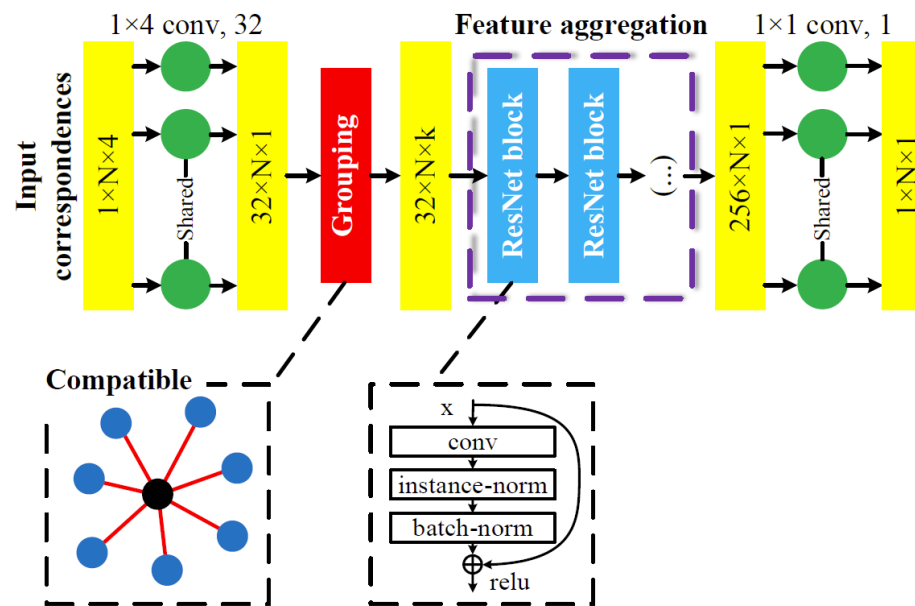 1×4 conv, 32
Feature aggregation
1×1 conv, 1
Input
correspondences
1×N×4
Shared
32×N×1
Grouping
32×N×k
ResNet block
ResNet block
(...)
256×N×1
Shared
1×N×1
Compatible
x
conv
instance-norm
batch-norm
relu